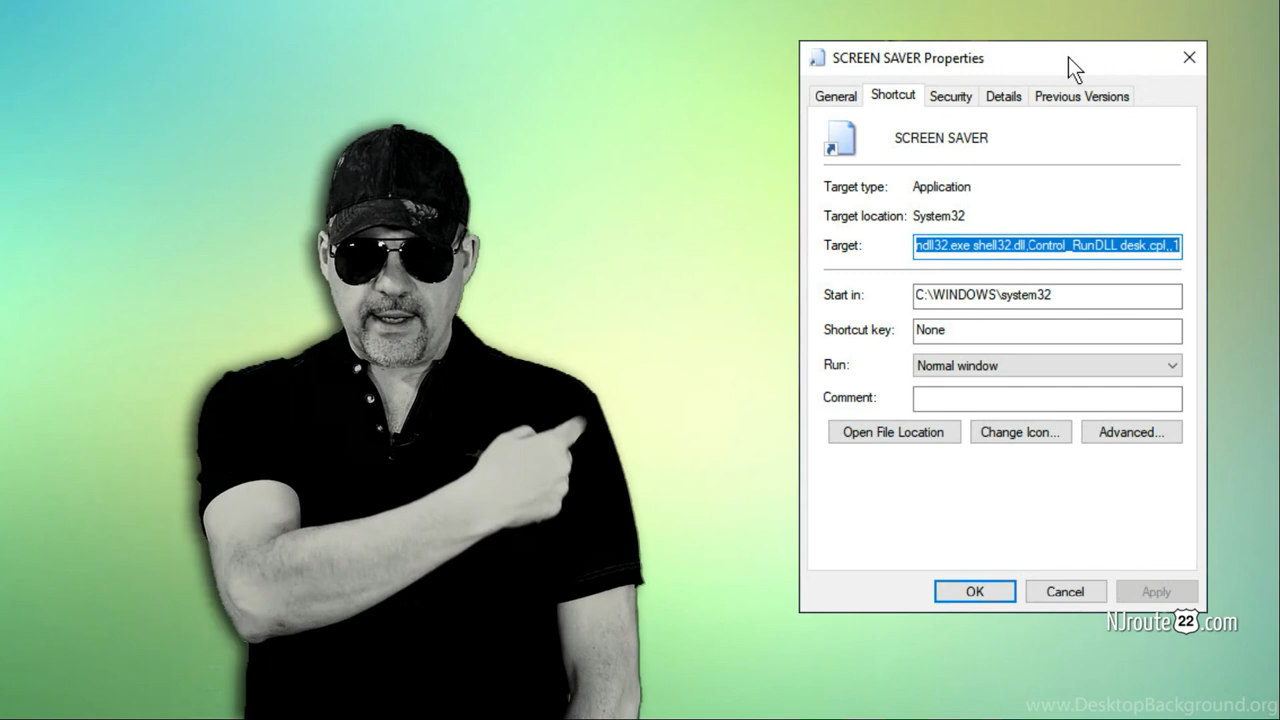 SCREEN SAVER Properties
General Shortcut Security Details Previous Versions
SCREEN SAVER
Target type: Application
Target location: System32
Target: ndll32.exe shell32.dll,Control_RunDLL desk.cpl,,1
Start in: C:\WINDOWS\system32
Shortcut key: None
Run: Normal window
Comment:
Open File Location Change Icon... Advanced...
OK Cancel Apply
NJroute22.com
www.DesktopBackground.org